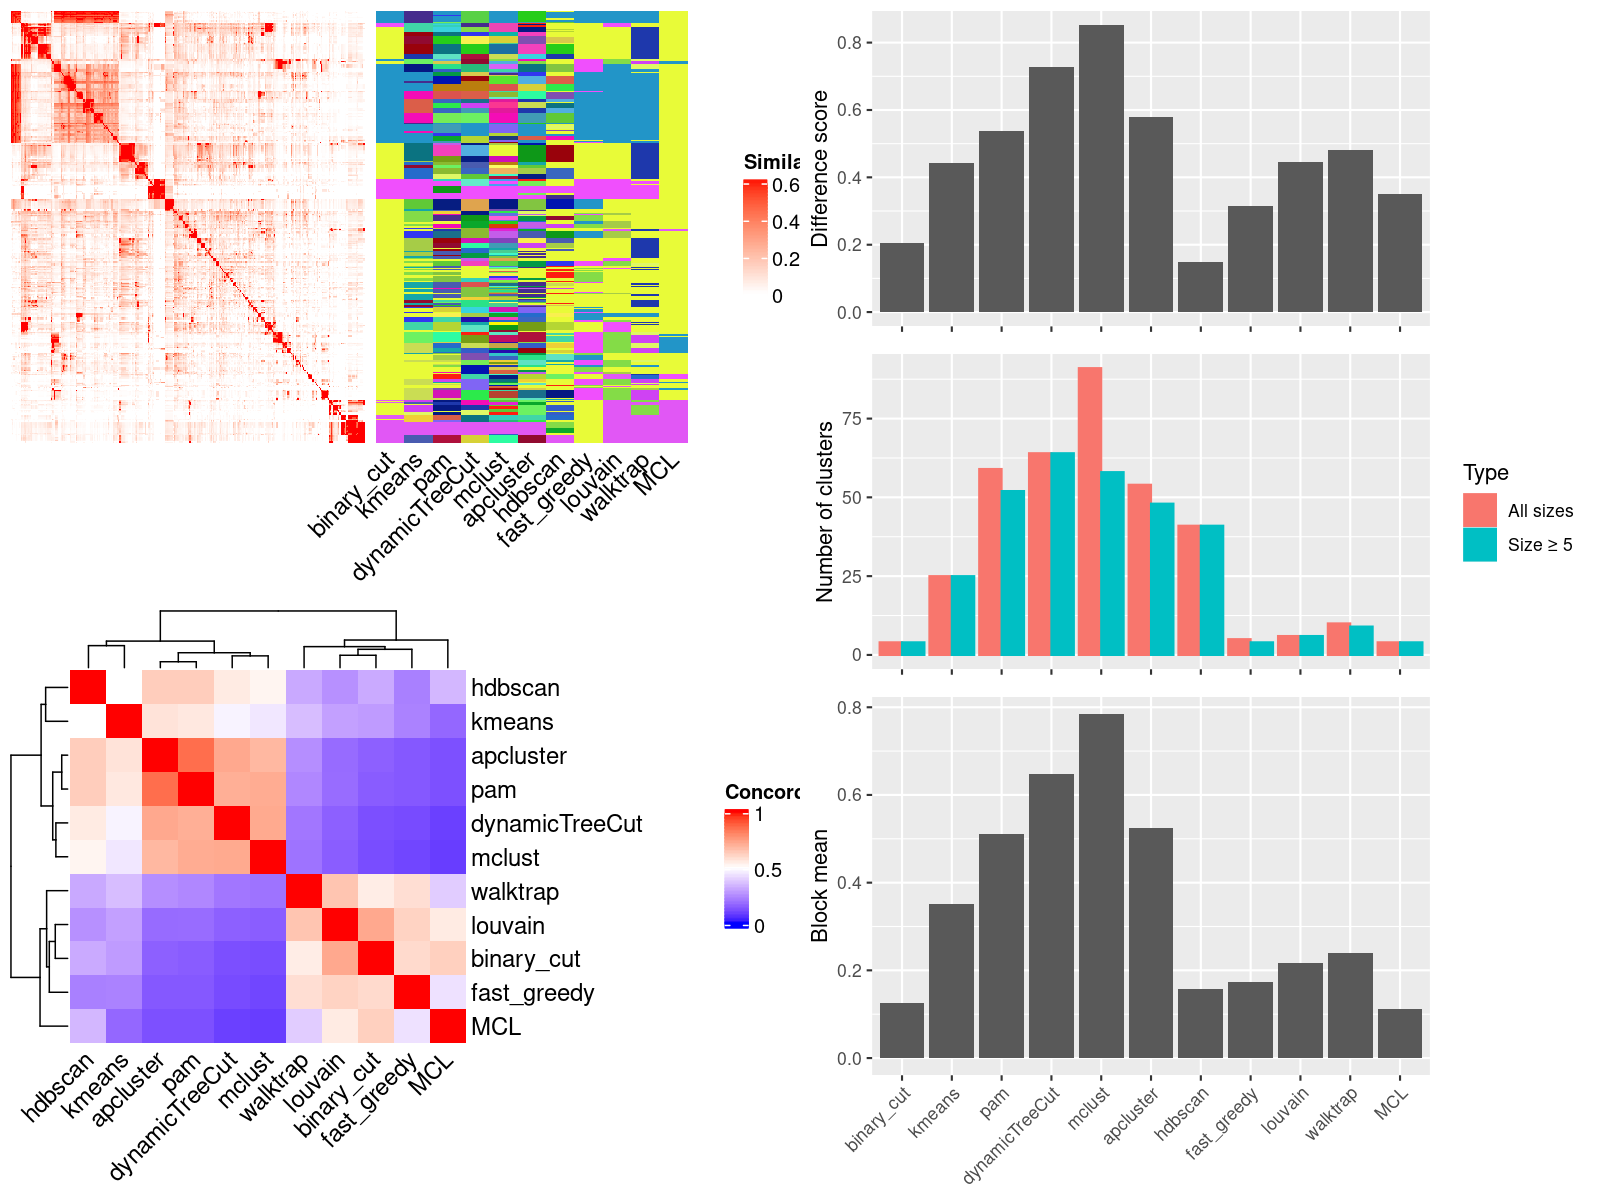 Simila
0.6
0.4
0.2
0
binary_cut
kmeans
pam
dynamicTreeCut
mclust
apcluster
hdbscan
fast_greedy
louvain
walktrap
MCL
hdbscan
kmeans
apcluster
pam
dynamicTreeCut
mclust
walktrap
louvain
binary_cut
fast_greedy
MCL
hdbscan
kmeans
apcluster
pam
dynamicTreeCut
mclust
walktrap
louvain
binary_cut
fast_greedy
MCL
Concord
1
0.5
0
Difference score
0.8
0.6
0.4
0.2
0.0
Number of clusters
75
50
25
0
Type
All sizes
Size ≥ 5
Block mean
0.8
0.6
0.4
0.2
0.0
binary_cut
kmeans
pam
dynamicTreeCut
mclust
apcluster
hdbscan
fast_greedy
louvain
walktrap
MCL